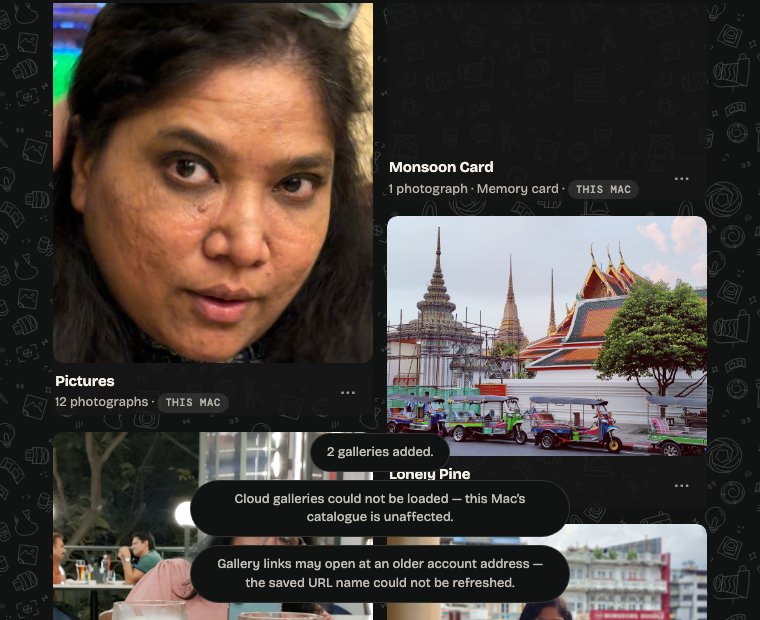 Monsoon Card
1 photograph · Memory card · THIS MAC
Pictures
12 photographs · THIS MAC
2 galleries added.
Lonely Pine
Cloud galleries could not be loaded — this Mac's
catalogue is unaffected.
Gallery links may open at an older account address —
the saved URL name could not be refreshed.